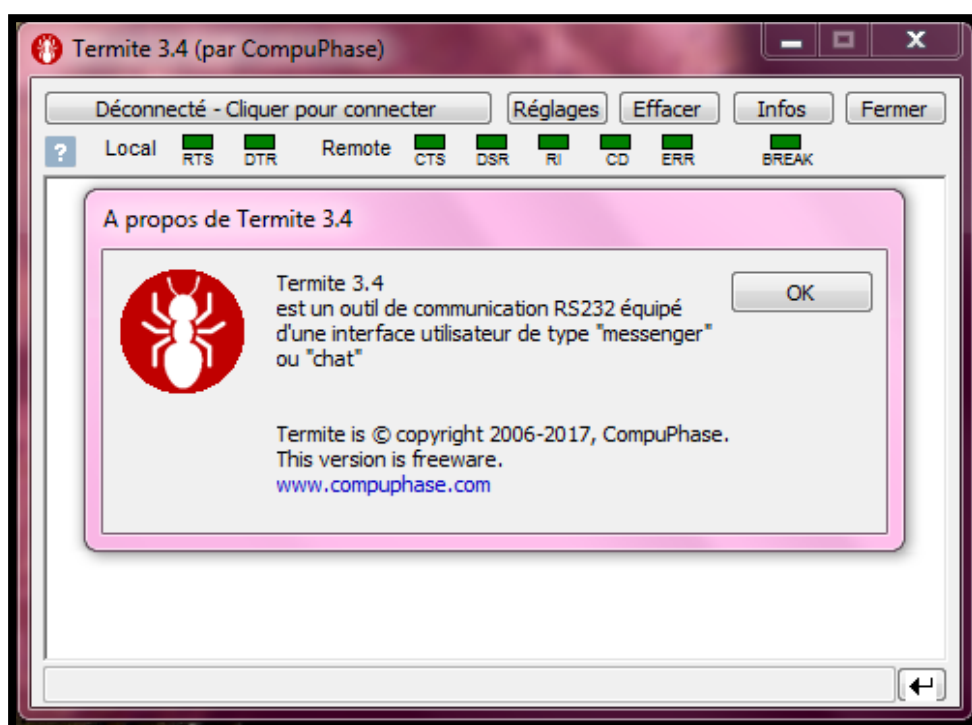 Termite 3.4 (par CompuPhase)
Déconnecté - Cliquer pour connecter
Réglages
Effacer
Infos
Fermer
?
Local
RTS
DTR
Remote
CTS
DSR
RI
CD
ERR
BREAK
A propos de Termite 3.4
Termite 3.4
est un outil de communication RS232 équipé
d'une interface utilisateur de type "messenger"
ou "chat"
OK
Termite is © copyright 2006-2017, CompuPhase.
This version is freeware.
www.compuphase.com